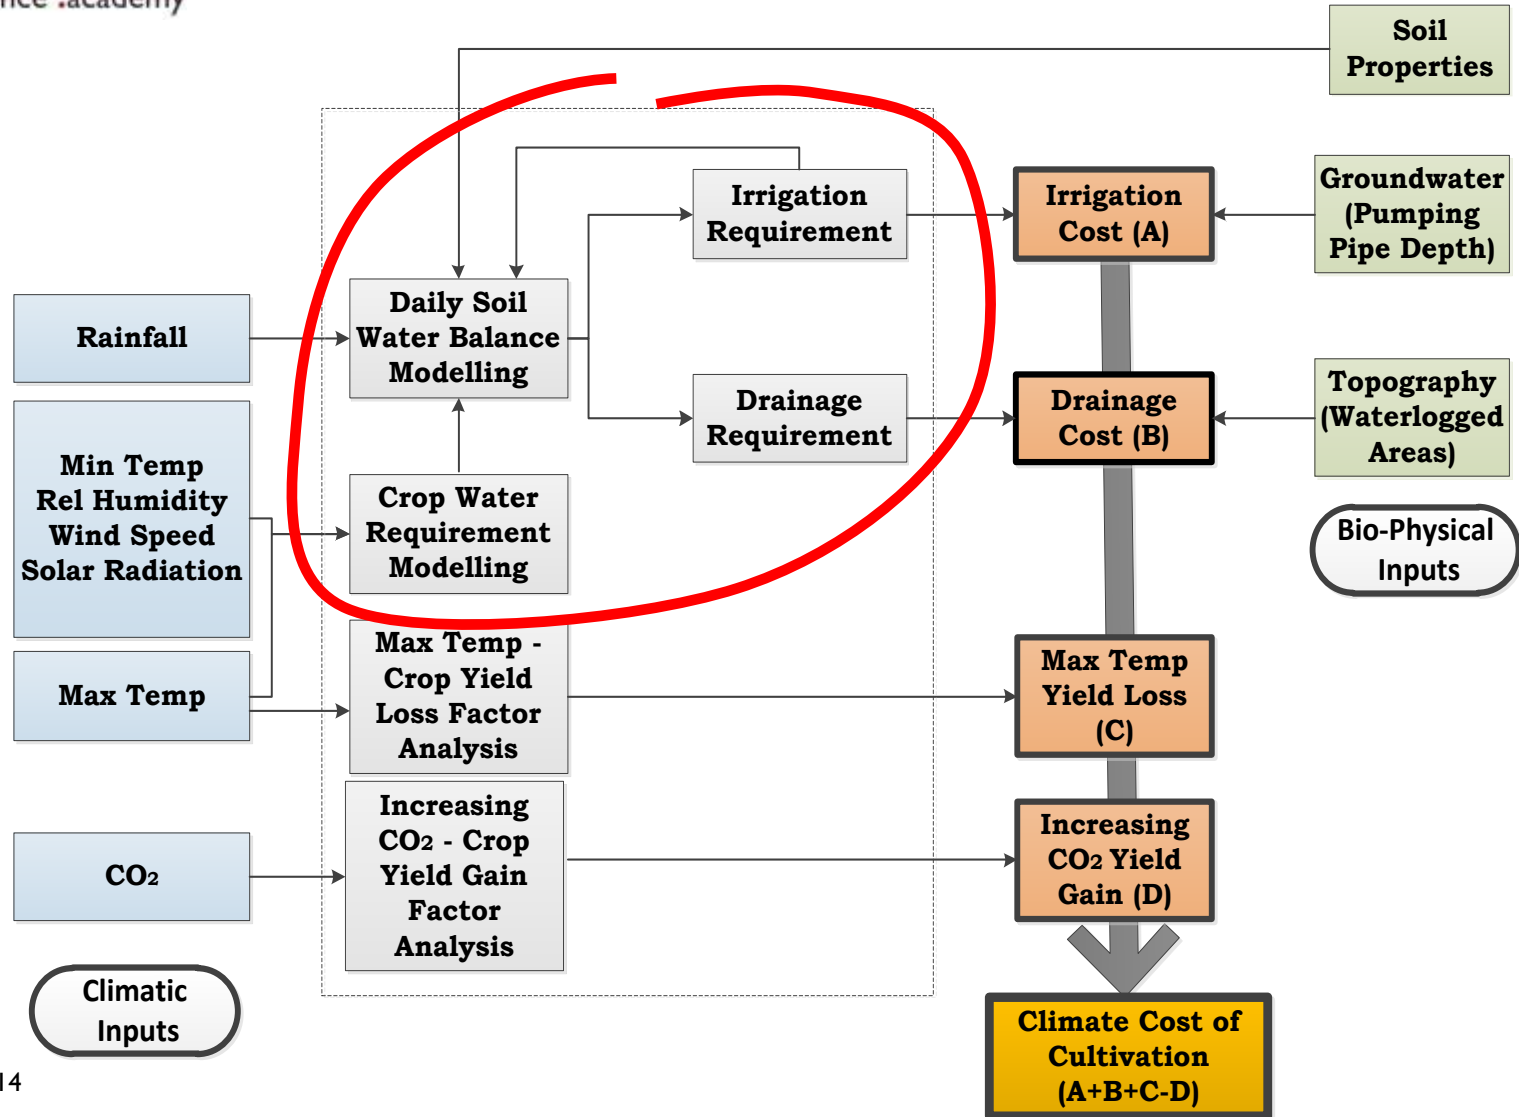 .academy
Soil
Properties
Irrigation
Requirement
Irrigation
Cost (A)
Groundwater
(Pumping
Pipe Depth)
Rainfall
Daily Soil
Water Balance
Modelling
Drainage
Requirement
Drainage
Cost (B)
Topography
(Waterlogged
Areas)
Min Temp
Rel Humidity
Wind Speed
Solar Radiation
Crop Water
Requirement
Modelling
Bio-Physical
Inputs
Max Temp
Max Temp -
Crop Yield
Loss Factor
Analysis
Max Temp
Yield Loss
(C)
CO2
Increasing
CO2 - Crop
Yield Gain
Factor
Analysis
Increasing
CO2 Yield
Gain (D)
Climatic
Inputs
Climate Cost of
Cultivation
(A+B+C-D)
14